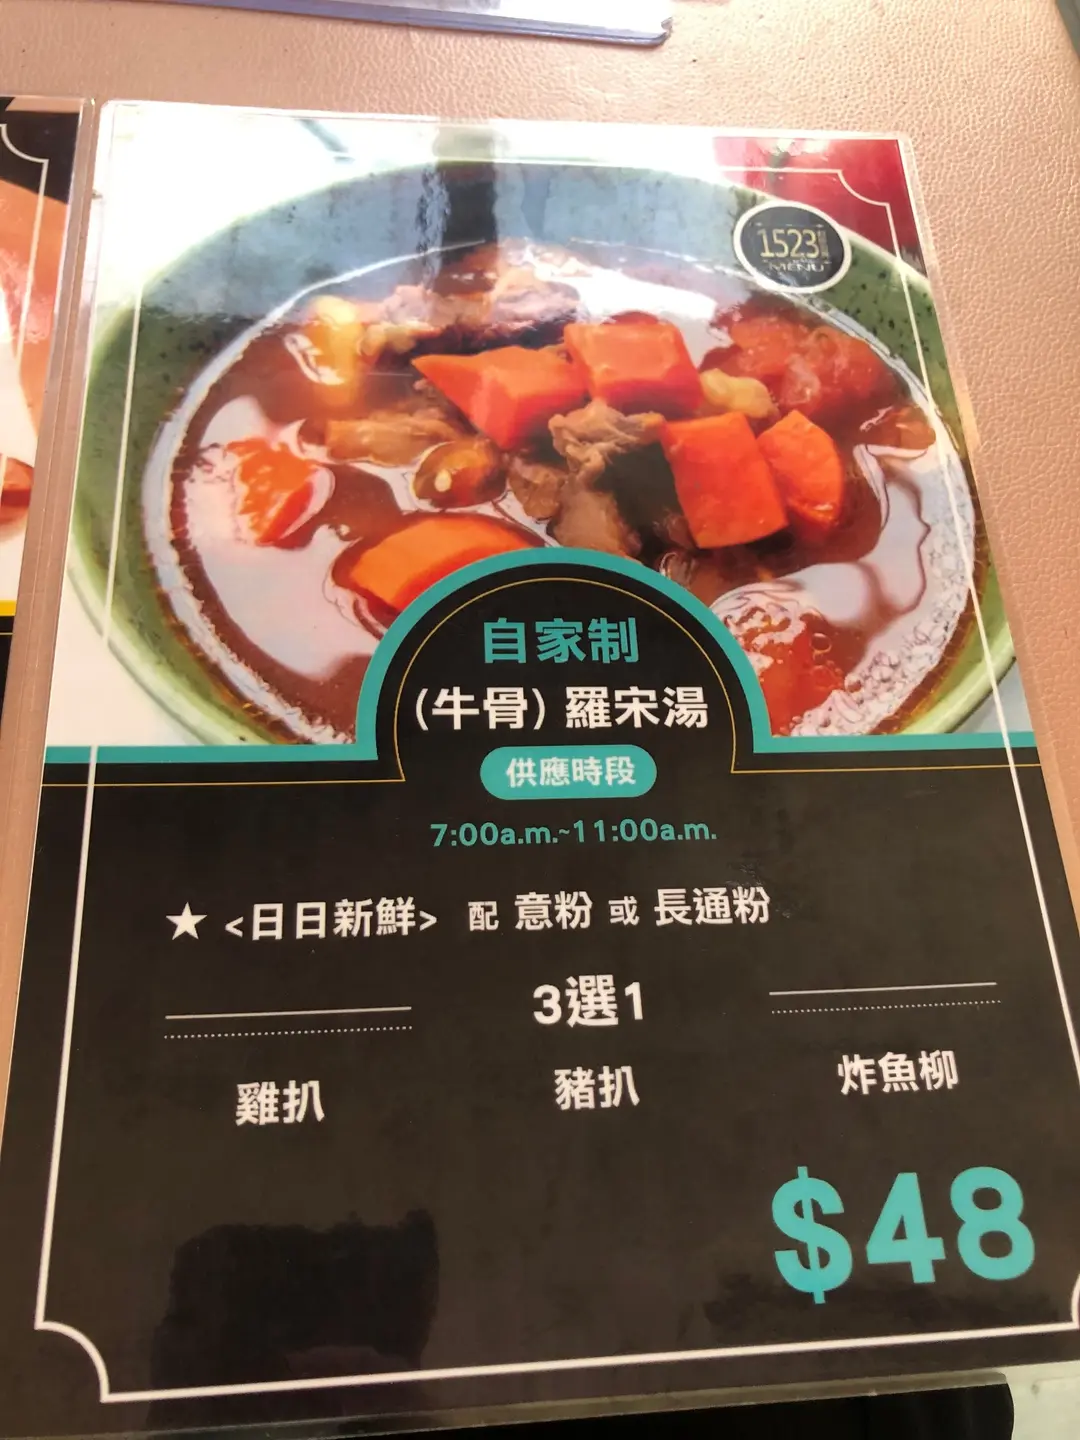 1523
MENU
自家制
(牛骨) 羅宋湯
供應時段
7:00a.m.~11:00a.m.
★ <日日新鮮> 配 意粉 或 長通粉
3選1
雞扒 豬扒 炸魚柳
$48